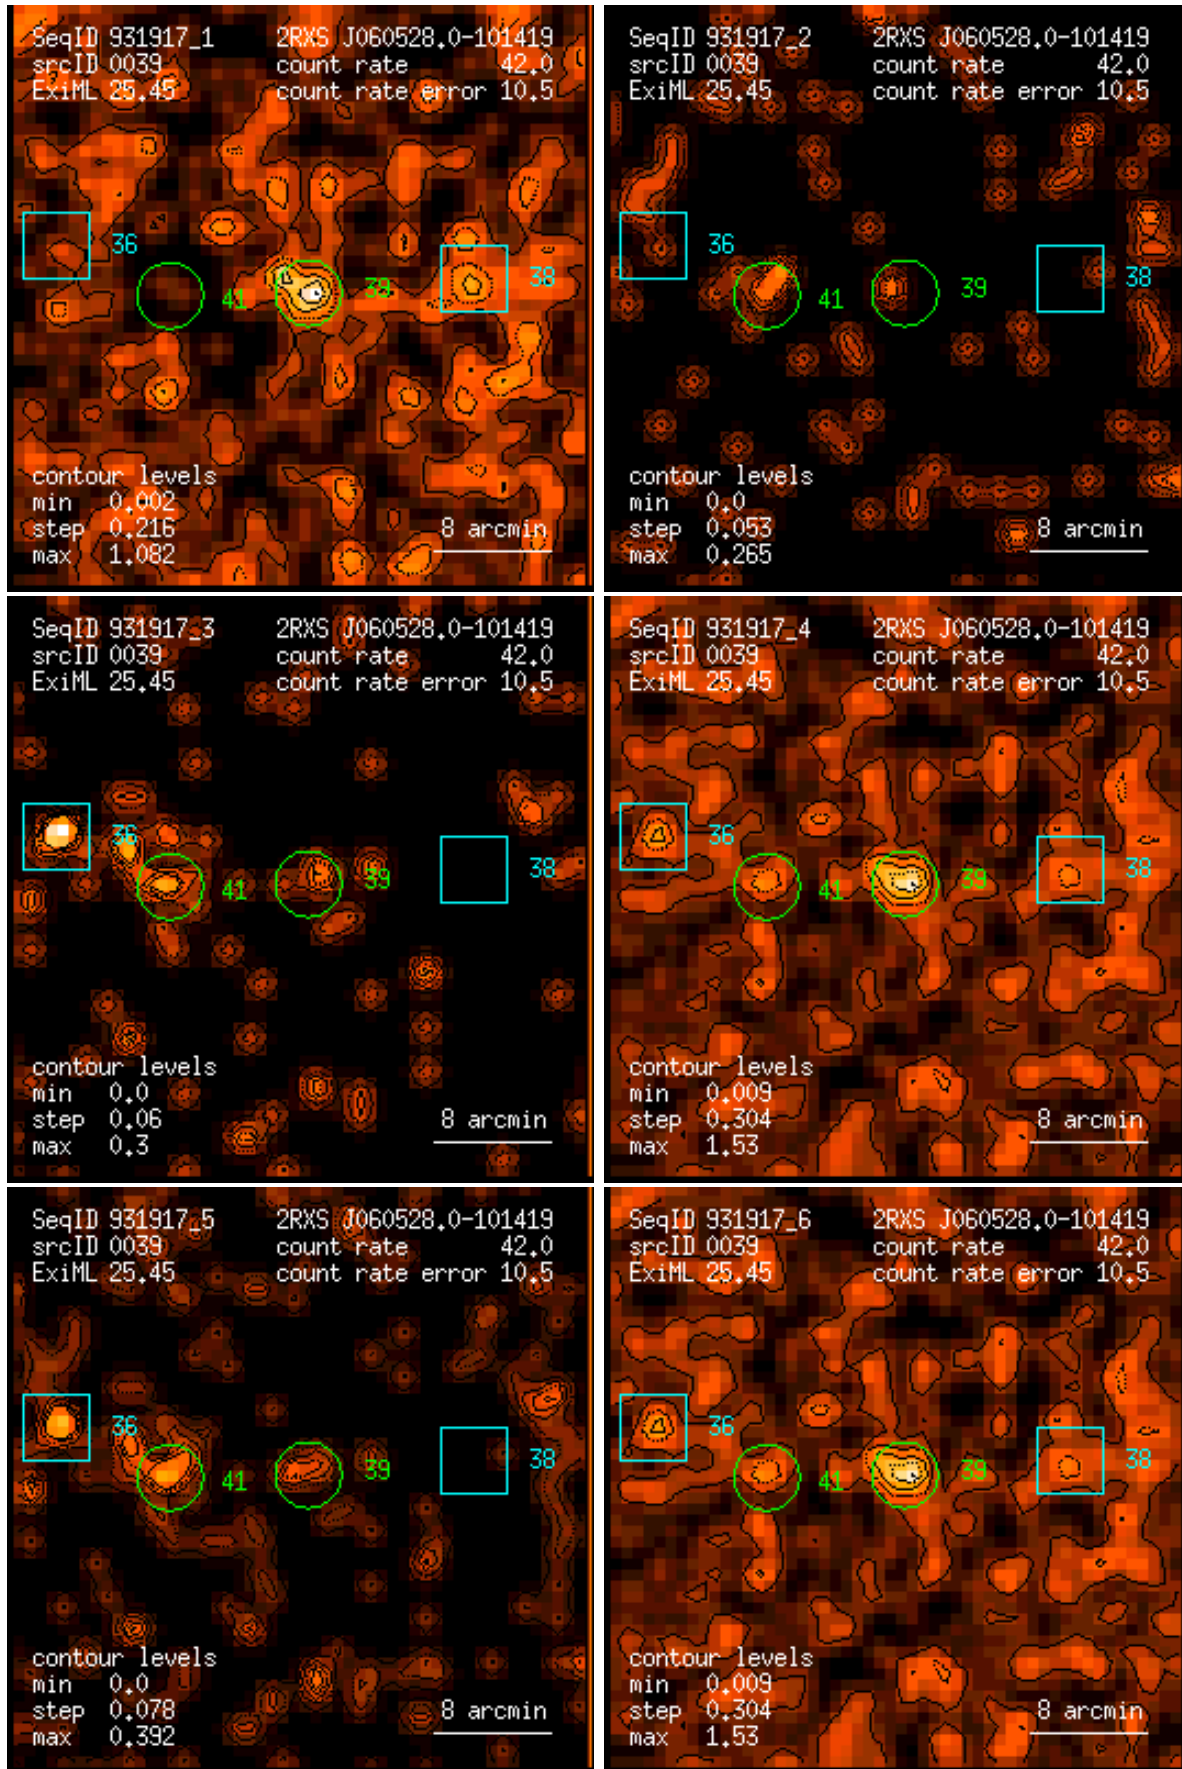 SeqID 931917_1 2RXS J060528.0-101419
srcID 0039 count rate 42.0
ExiML 25.45 count rate error 10.5
36
38
39
41
contour levels
min 0.002
step 0.216
max 1.082
8 arcmin
SeqID 931917_2 2RXS J060528.0-101419
srcID 0039 count rate 42.0
ExiML 25.45 count rate error 10.5
36
38
39
41
contour levels
min 0.0
step 0.053
max 0.265
8 arcmin
SeqID 931917_3 2RXS J060528.0-101419
srcID 0039 count rate 42.0
ExiML 25.45 count rate error 10.5
36
38
39
41
contour levels
min 0.0
step 0.06
max 0.3
8 arcmin
SeqID 931917_4 2RXS J060528.0-101419
srcID 0039 count rate 42.0
ExiML 25.45 count rate error 10.5
36
38
39
41
contour levels
min 0.009
step 0.304
max 1.53
8 arcmin
SeqID 931917_5 2RXS J060528.0-101419
srcID 0039 count rate 42.0
ExiML 25.45 count rate error 10.5
36
38
39
41
contour levels
min 0.0
step 0.078
max 0.392
8 arcmin
SeqID 931917_6 2RXS J060528.0-101419
srcID 0039 count rate 42.0
ExiML 25.45 count rate error 10.5
36
38
39
41
contour levels
min 0.009
step 0.304
max 1.53
8 arcmin